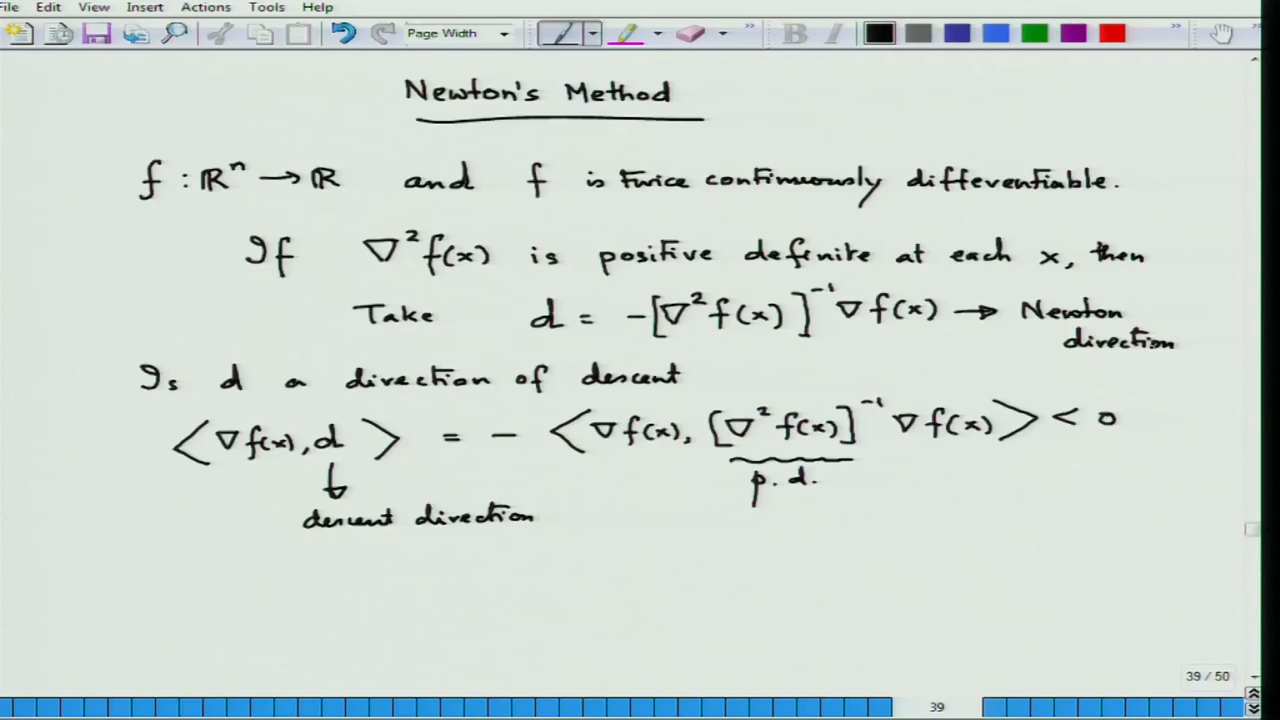 File Edit View Insert Actions Tools Help
Page Width
Newton's Method
f : ℝⁿ → ℝ and f is twice continuously differentiable.
If ∇²f(x) is positive definite at each x, then
Take d = -[∇²f(x)]⁻¹ ∇f(x) → Newton
direction
Is d a direction of descent
⟨∇f(x), d⟩ = - ⟨∇f(x), [∇²f(x)]⁻¹ ∇f(x)⟩ < 0
p. d.
descent direction
39 / 50
39